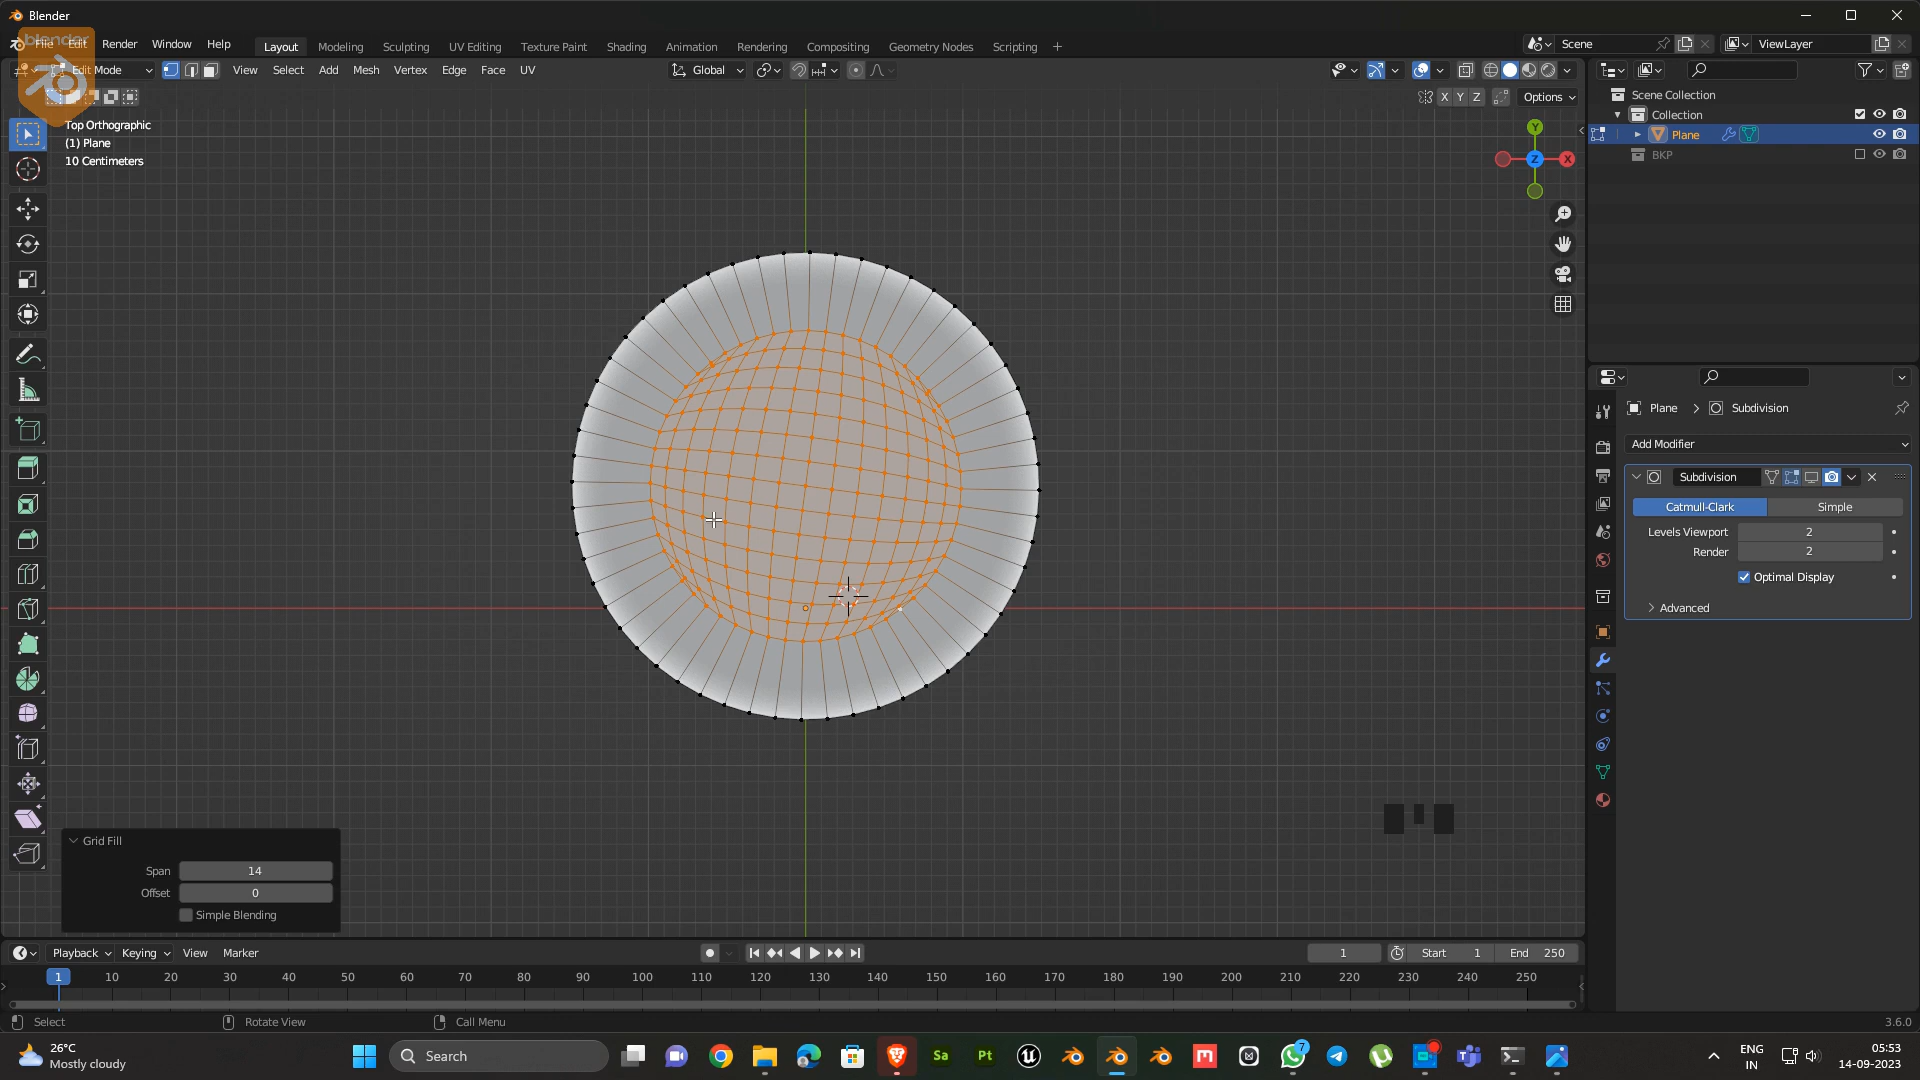 Blender
blender
File Edit Render Window Help
Layout Modeling Sculpting UV Editing Texture Paint Shading Animation Rendering Compositing Geometry Nodes Scripting +
Scene
ViewLayer
Edit Mode
View Select Add Mesh Vertex Edge Face UV
Global
X Y Z
Options
Top Orthographic
(1) Plane
10 Centimeters
Y
Z
X
Scene Collection
Collection
Plane
BKP
Plane > Subdivision
Add Modifier
Subdivision
Catmull-Clark Simple
Levels Viewport 2
Render 2
Optimal Display
Advanced
Grid Fill
Span 14
Offset 0
Simple Blending
Playback Keying View Marker
1
Start 1
End 250
1 10 20 30 40 50 60 70 80 90 100 110 120 130 140 150 160 170 180 190 200 210 220 230 240 250
Select
Rotate View
Call Menu
3.6.0
26°C
Mostly cloudy
Search
Sa
Pt
7
ENG
IN
05:53
14-09-2023